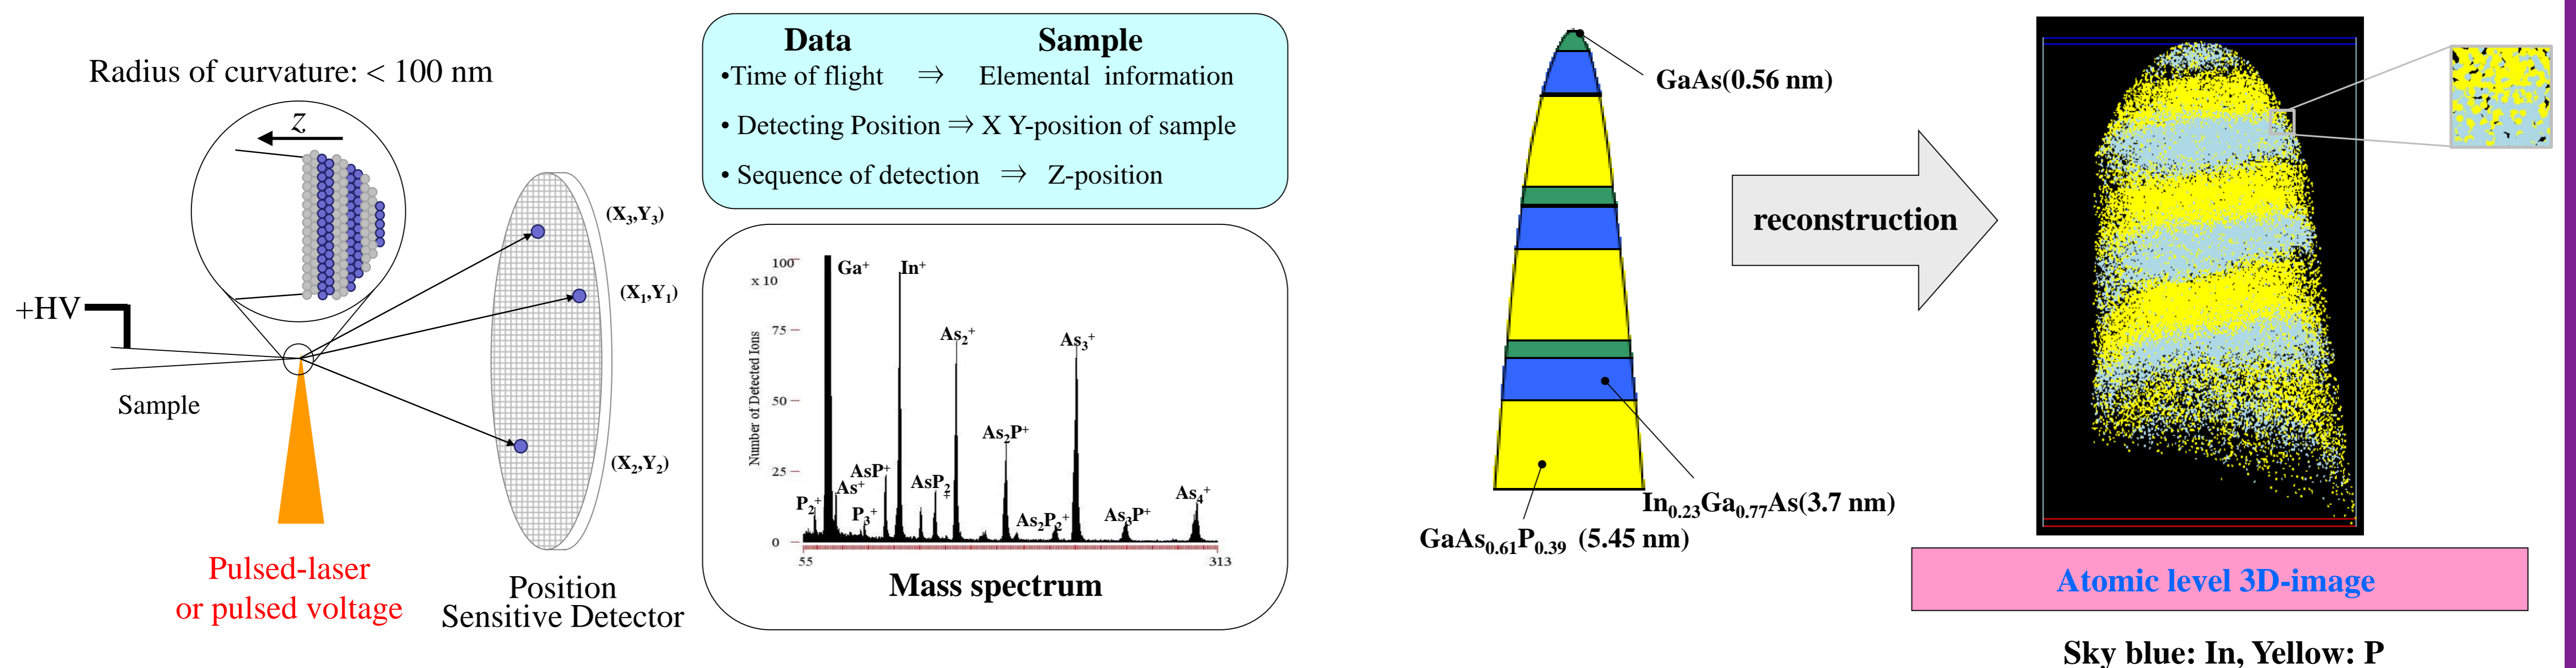 Radius of curvature: < 100 nm
z
+HV
Sample
Pulsed-laser
or pulsed voltage
(X₃,Y₃)
(X₁,Y₁)
(X₂,Y₂)
Position
Sensitive Detector
Data Sample
•Time of flight ⇒ Elemental information
• Detecting Position ⇒ X Y-position of sample
• Sequence of detection ⇒ Z-position
100
x 10
75
50
25
0
Number of Detected Ions
55
313
P₂⁺
Ga⁺
As⁺
P₃⁺
AsP⁺
In⁺
AsP₂⁺
As₂⁺
As₂P⁺
As₂P₂⁺
As₃⁺
As₃P⁺
As₄⁺
Mass spectrum
GaAs(0.56 nm)
In₀.₂₃Ga₀.₇₇As(3.7 nm)
GaAs₀.₆₁P₀.₃₉ (5.45 nm)
reconstruction
Atomic level 3D-image
Sky blue: In, Yellow: P